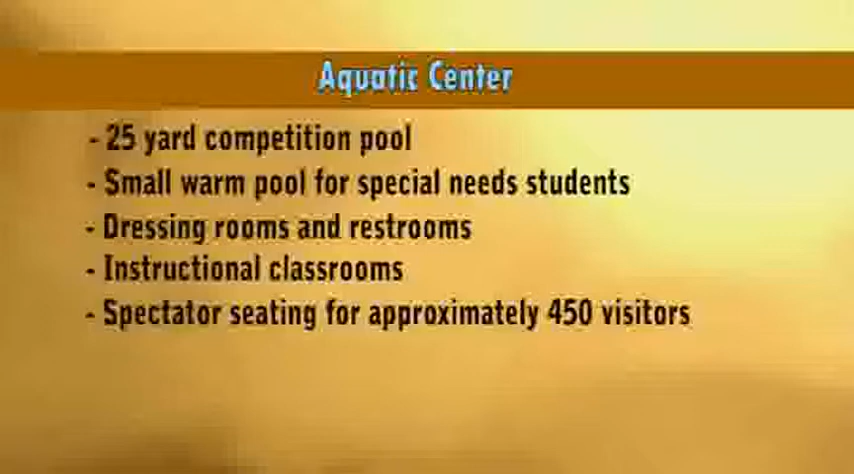 Aquatic Center
- 25 yard competition pool
- Small warm pool for special needs students
- Dressing rooms and restrooms
- Instructional classrooms
- Spectator seating for approximately 450 visitors